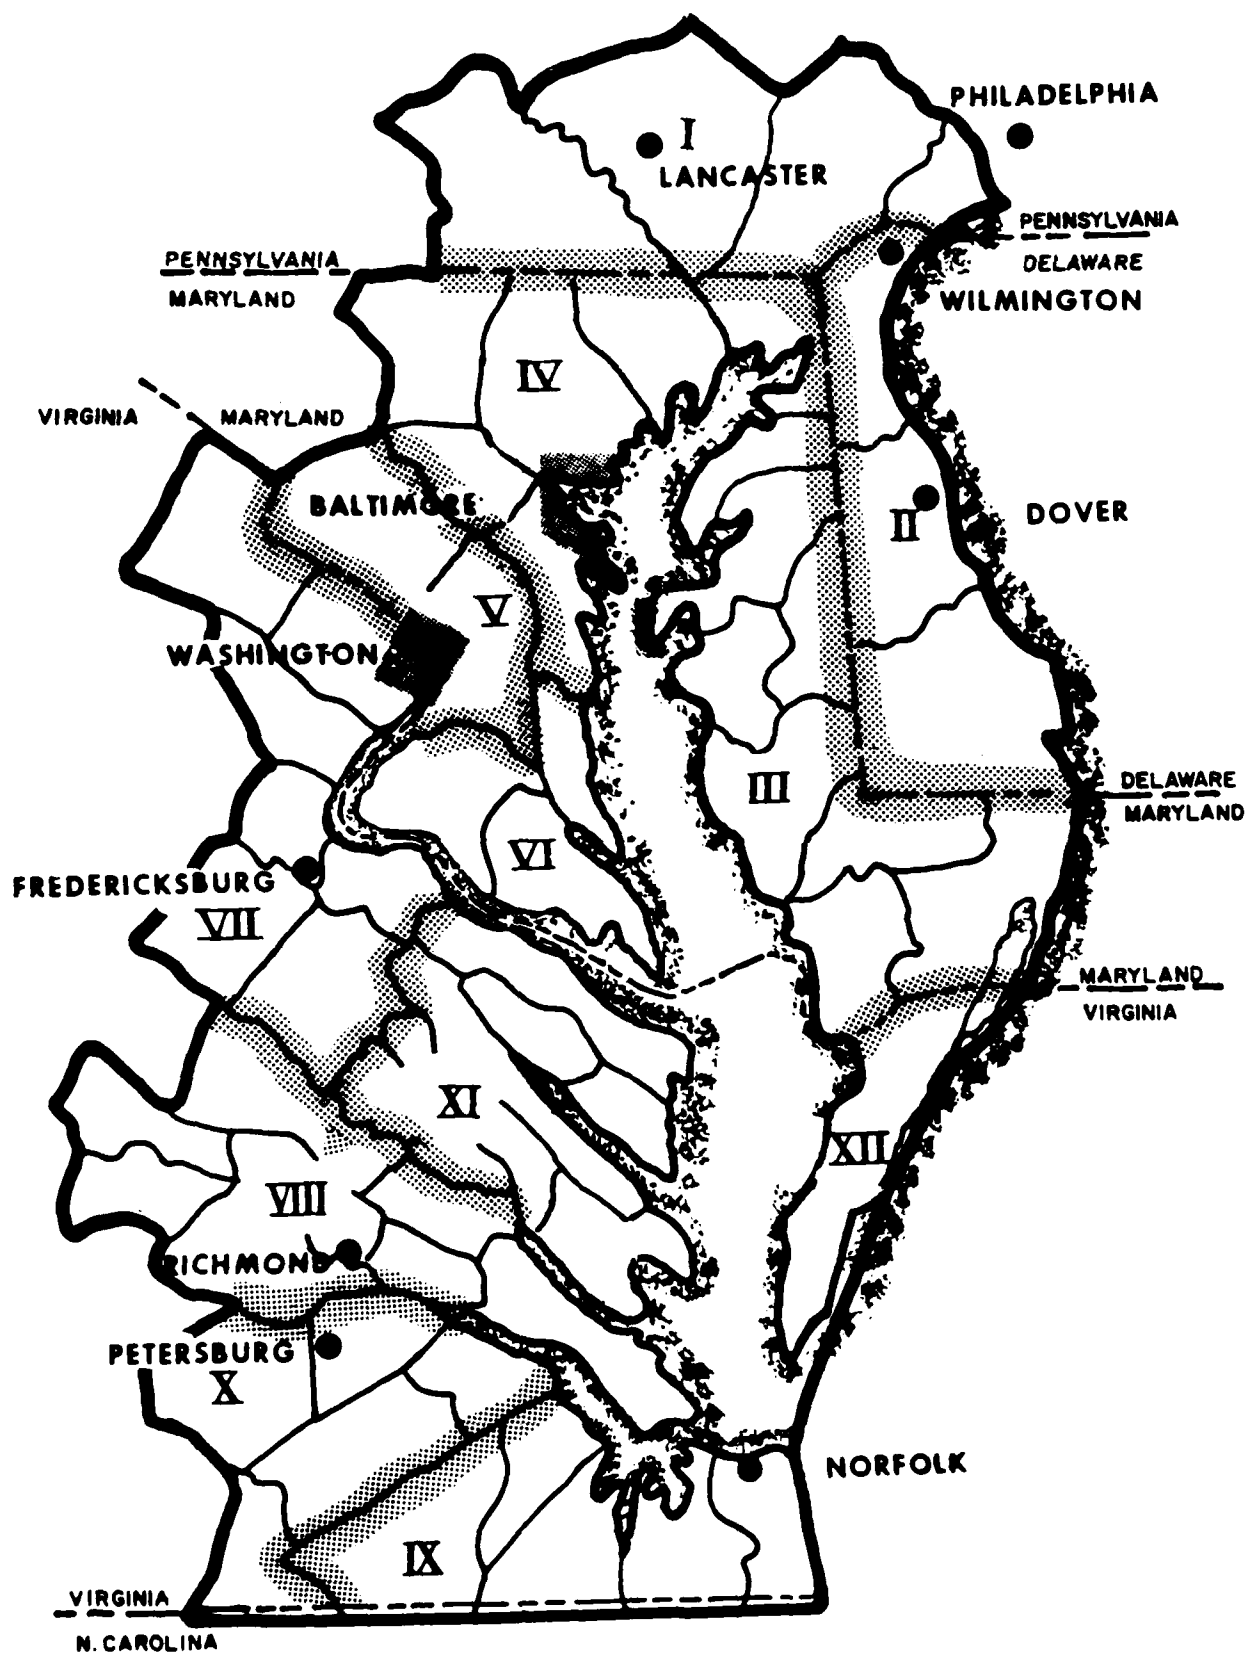 PHILADELPHIA
I
LANCASTER
PENNSYLVANIA
DELAWARE
PENNSYLVANIA
MARYLAND
WILMINGTON
IV
VIRGINIA
MARYLAND
BALTIMORE
II
DOVER
V
WASHINGTON
III
DELAWARE
MARYLAND
VI
FREDERICKSBURG
VII
MARYLAND
VIRGINIA
XI
XII
VIII
RICHMOND
PETERSBURG
X
NORFOLK
IX
VIRGINIA
N. CAROLINA